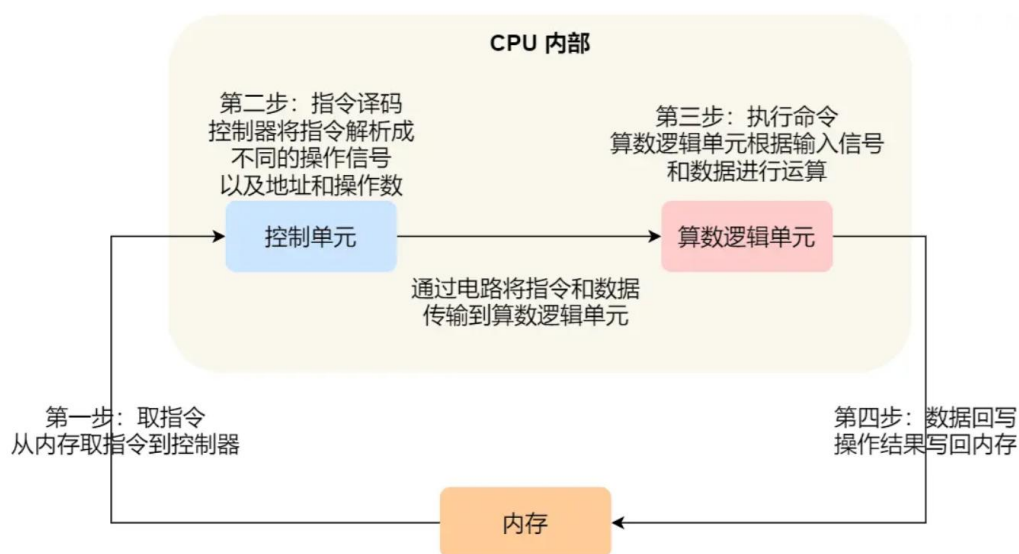 CPU 内部
第二步：指令译码
控制器将指令解析成
不同的操作信号
以及地址和操作数
控制单元
第三步：执行命令
算数逻辑单元根据输入信号
和数据进行运算
算数逻辑单元
通过电路将指令和数据
传输到算数逻辑单元
第一步：取指令
从内存取指令到控制器
第四步：数据回写
操作结果写回内存
内存